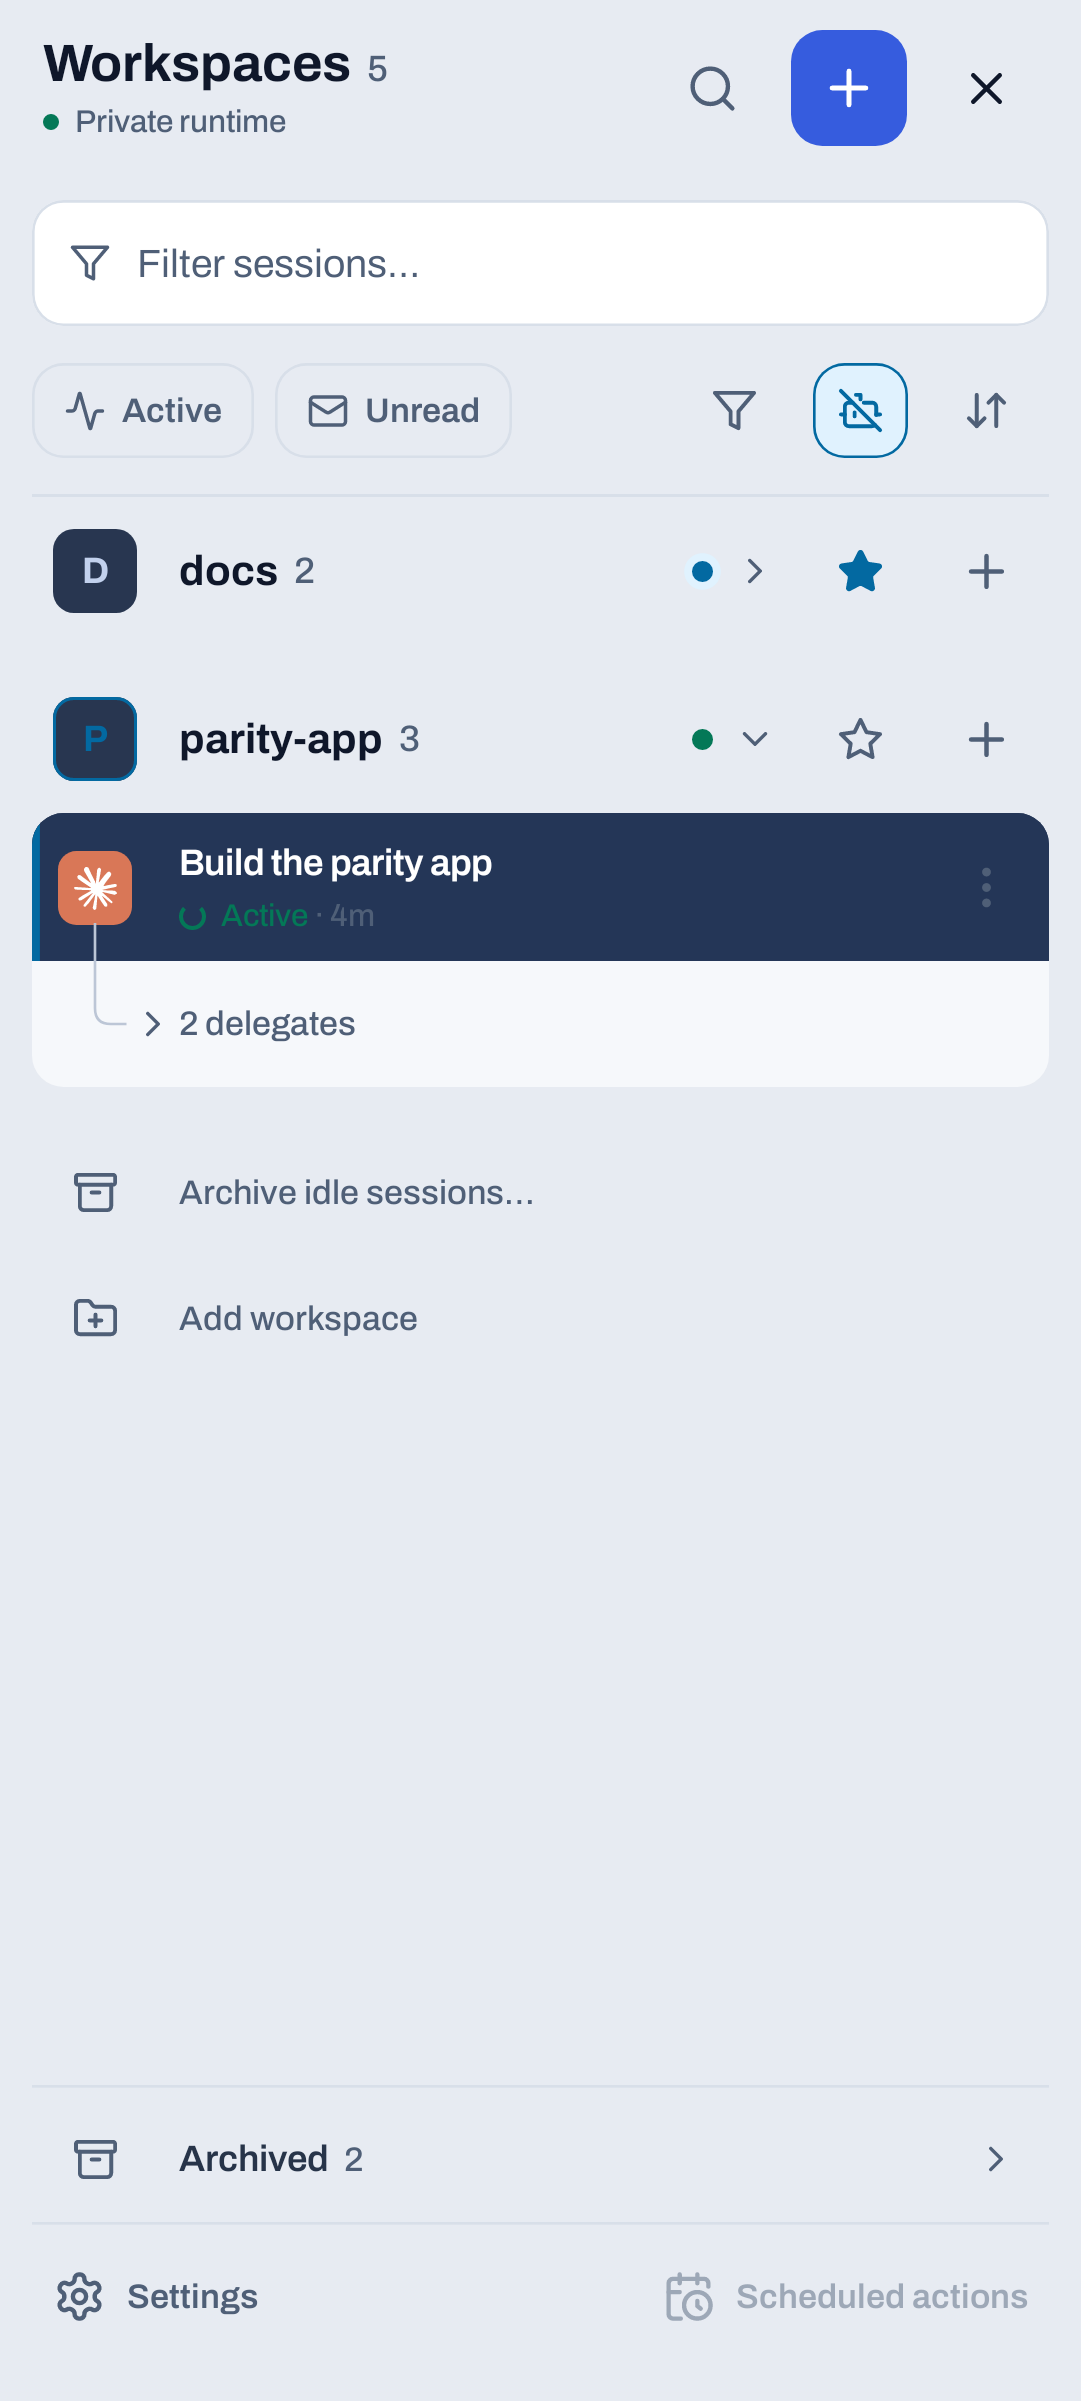 Workspaces 5
Private runtime
Filter sessions...
Active
Unread
D docs 2
P parity-app 3
Build the parity app
Active · 4m
2 delegates
Archive idle sessions...
Add workspace
Archived 2
Settings
Scheduled actions